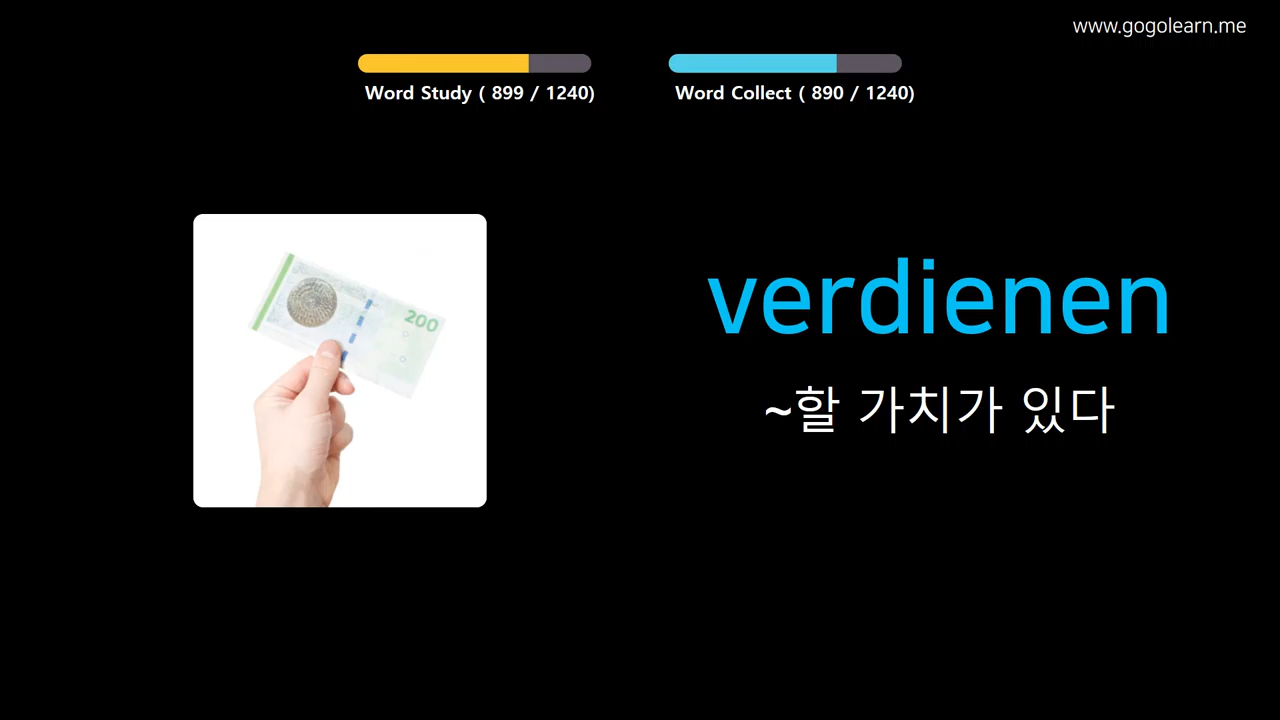 www.gogolearn.me
Word Study ( 899 / 1240)
Word Collect ( 890 / 1240)
200
verdienen
~할 가치가 있다